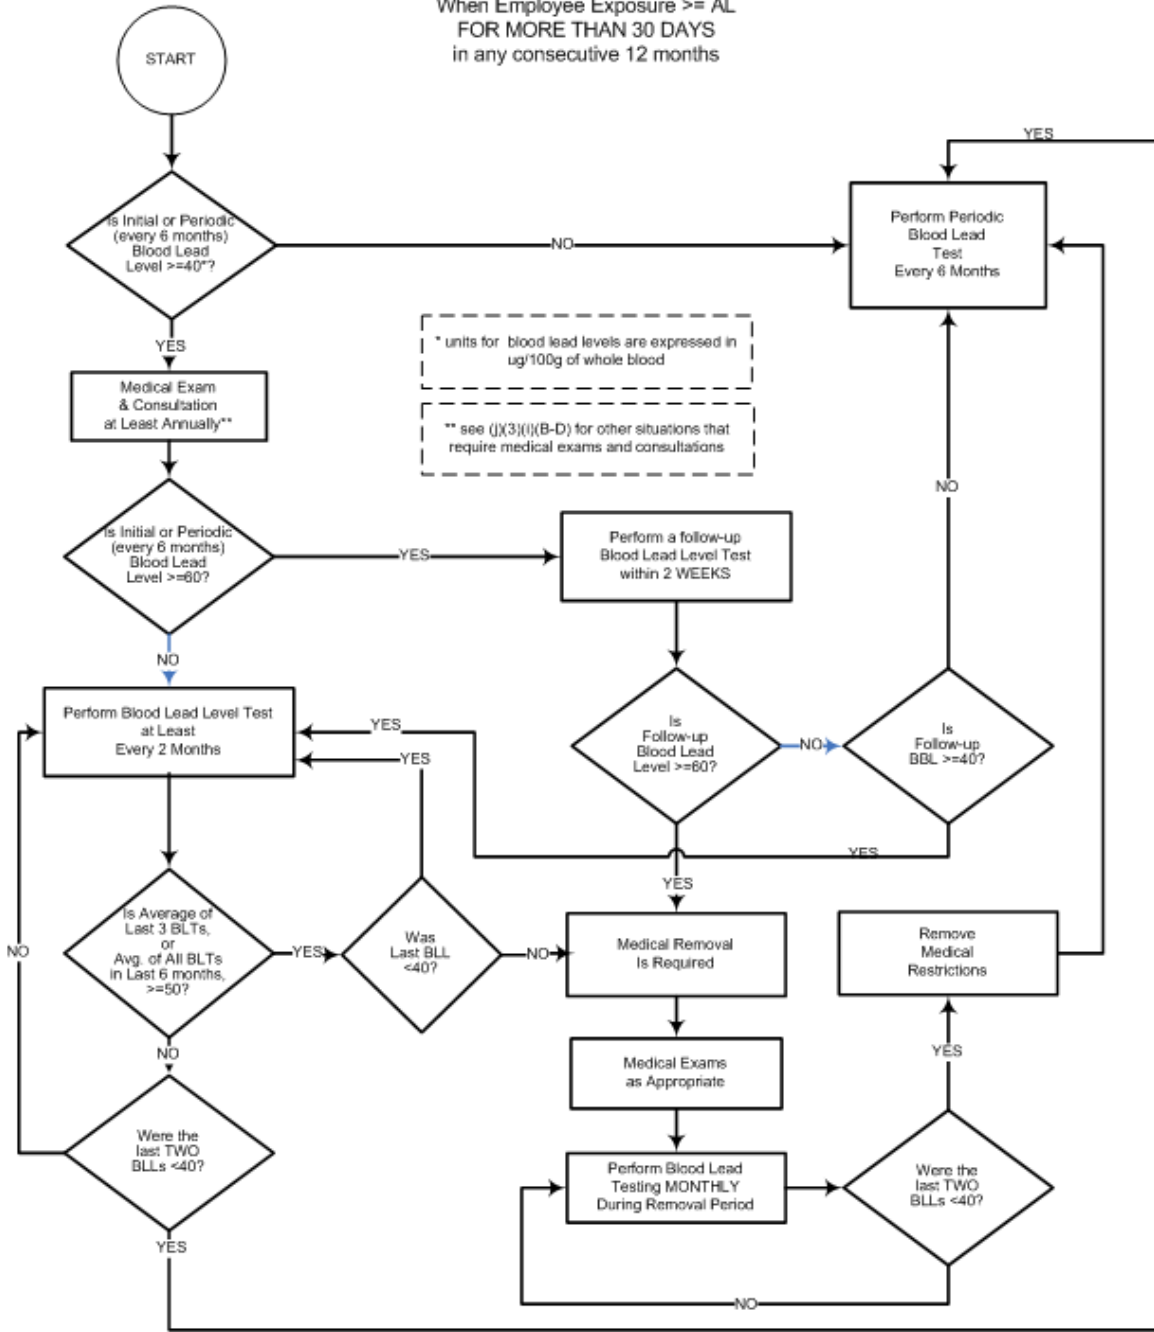 When Employee Exposure >= AL
FOR MORE THAN 30 DAYS
in any consecutive 12 months
START
YES
Is Initial or Periodic
(every 6 months)
Blood Lead
Level >=40*?
NO
Perform Periodic
Blood Lead
Test
Every 6 Months
YES
* units for blood lead levels are expressed in
ug/100g of whole blood
Medical Exam
& Consultation
at Least Annually**
** see (j)(3)(i)(B-D) for other situations that
require medical exams and consultations
NO
Is Initial or Periodic
(every 6 months)
Blood Lead
Level >=60?
YES
Perform a follow-up
Blood Lead Level Test
within 2 WEEKS
NO
Perform Blood Lead Level Test
at Least
Every 2 Months
YES
YES
Is
Follow-up
Blood Lead
Level >=60?
NO
Is
Follow-up
BBL >=40?
YES
YES
NO
Is Average of
Last 3 BLTs,
or
Avg. of All BLTs
in Last 6 months,
>=50?
YES
Was
Last BLL
<40?
NO
Medical Removal
Is Required
Remove
Medical
Restrictions
NO
YES
Medical Exams
as Appropriate
Were the
last TWO
BLLs <40?
Perform Blood Lead
Testing MONTHLY
During Removal Period
Were the
last TWO
BLLs <40?
YES
NO